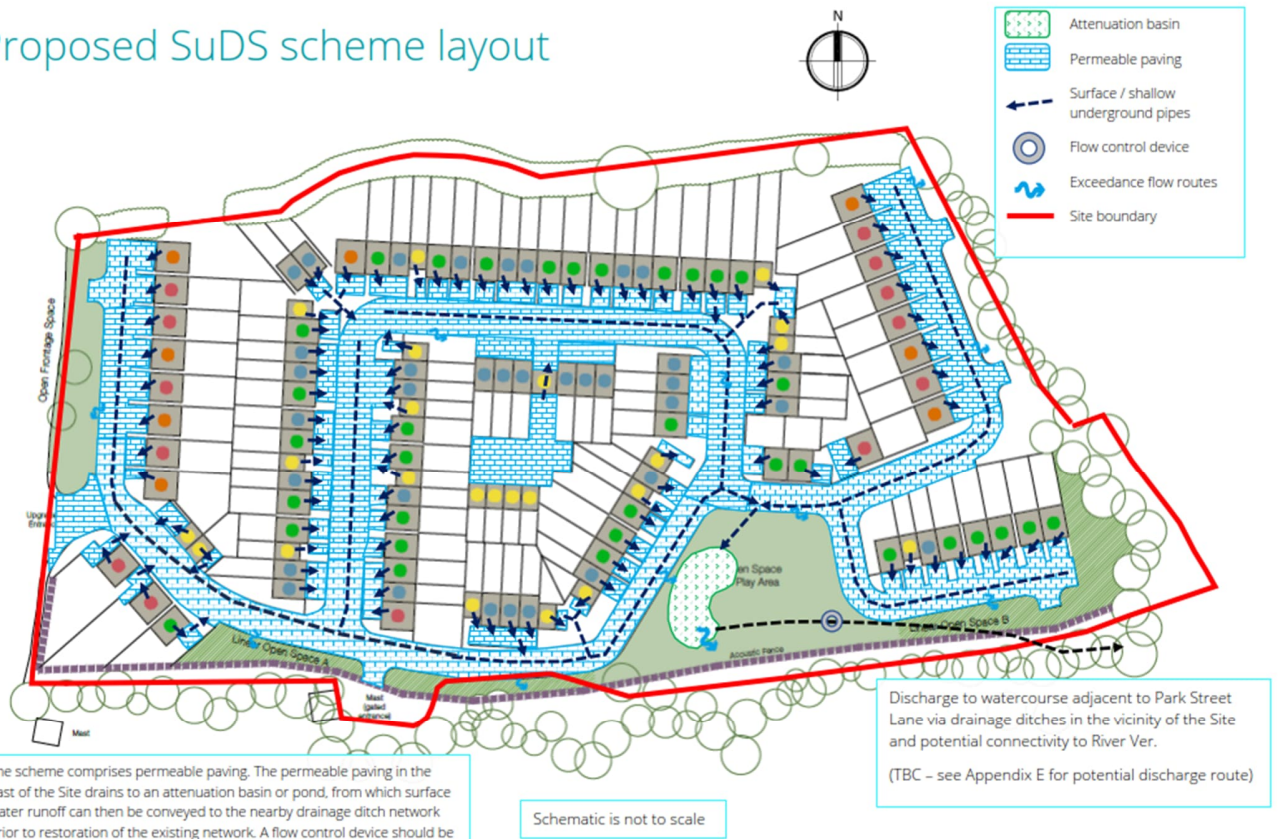 roposed SuDS scheme layout
N
Attenuation basin
Permeable paving
Surface / shallow
underground pipes
Flow control device
Exceedance flow routes
Site boundary
Open Frontage Space
en Space
Play Area
Linear Open Space A
Open Space B
Acoustic Fence
Mast
(gated
entrance)
Mast
Discharge to watercourse adjacent to Park Street
Lane via drainage ditches in the vicinity of the Site
and potential connectivity to River Ver.
(TBC – see Appendix E for potential discharge route)
ne scheme comprises permeable paving. The permeable paving in the
ast of the Site drains to an attenuation basin or pond, from which surface
ater runoff can then be conveyed to the nearby drainage ditch network
rior to restoration of the existing network. A flow control device should be
Schematic is not to scale